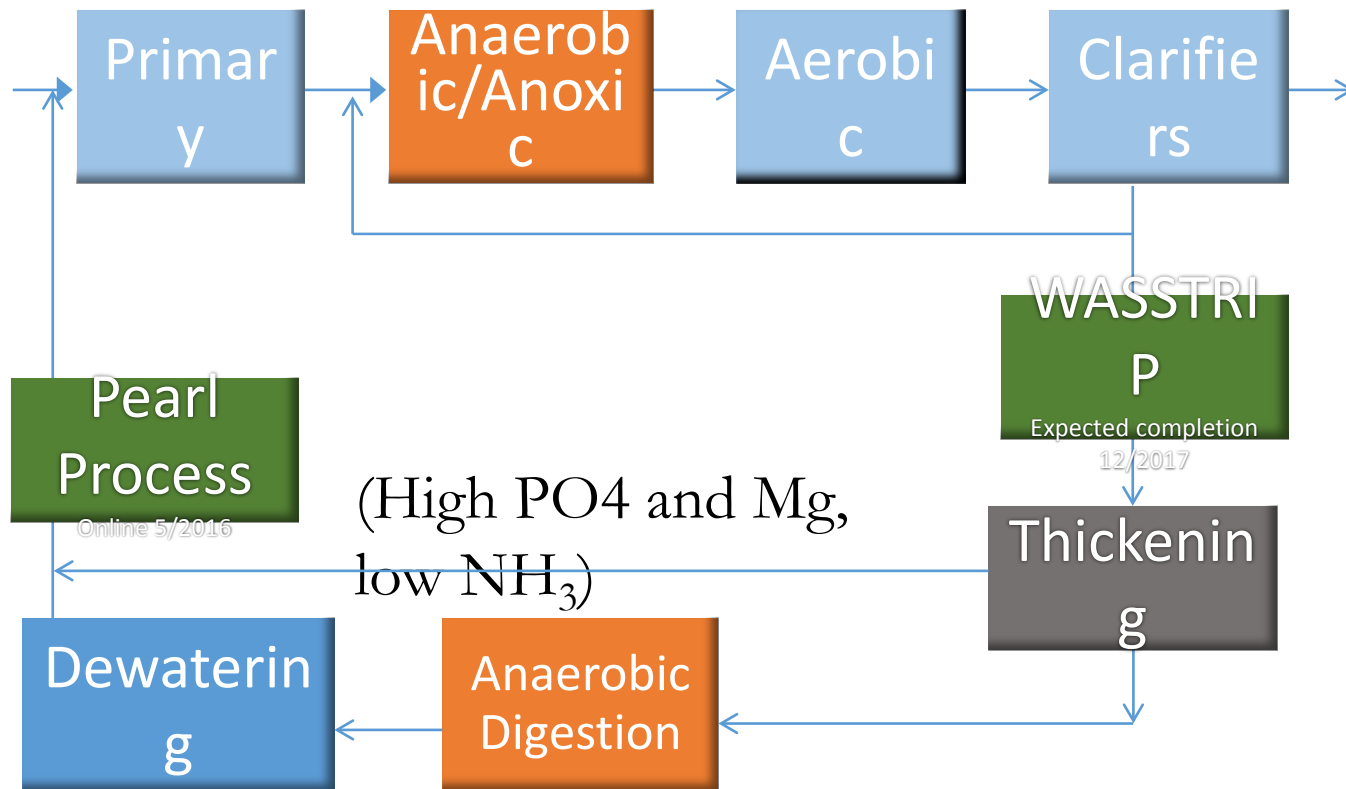 Primar
y
Anaerob
ic/Anoxi
c
Aerobi
c
Clarifie
rs
WASSTRI
P
Expected completion
12/2017
Pearl
Process
Online 5/2016
(High PO4 and Mg,
low NH₃)
Thickenin
g
Dewaterin
g
Anaerobic
Digestion